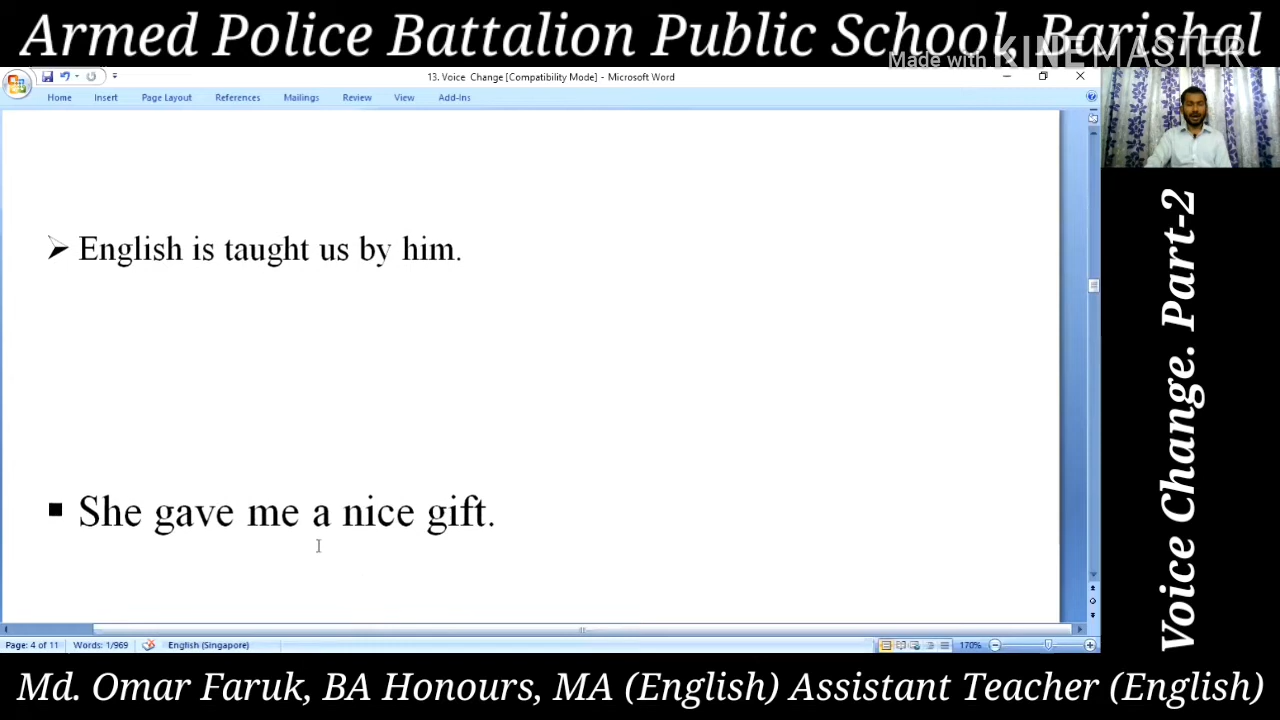 Armed Police Battalion Public School, Barishal
Made with KINEMASTER
13. Voice Change [Compatibility Mode] - Microsoft Word
Home Insert Page Layout References Mailings Review View Add-Ins
➢ English is taught us by him.
▪ She gave me a nice gift.
Page: 4 of 11 Words: 1/969 English (Singapore) 170%
Voice Change. Part-2
Md. Omar Faruk, BA Honours, MA (English) Assistant Teacher (English)